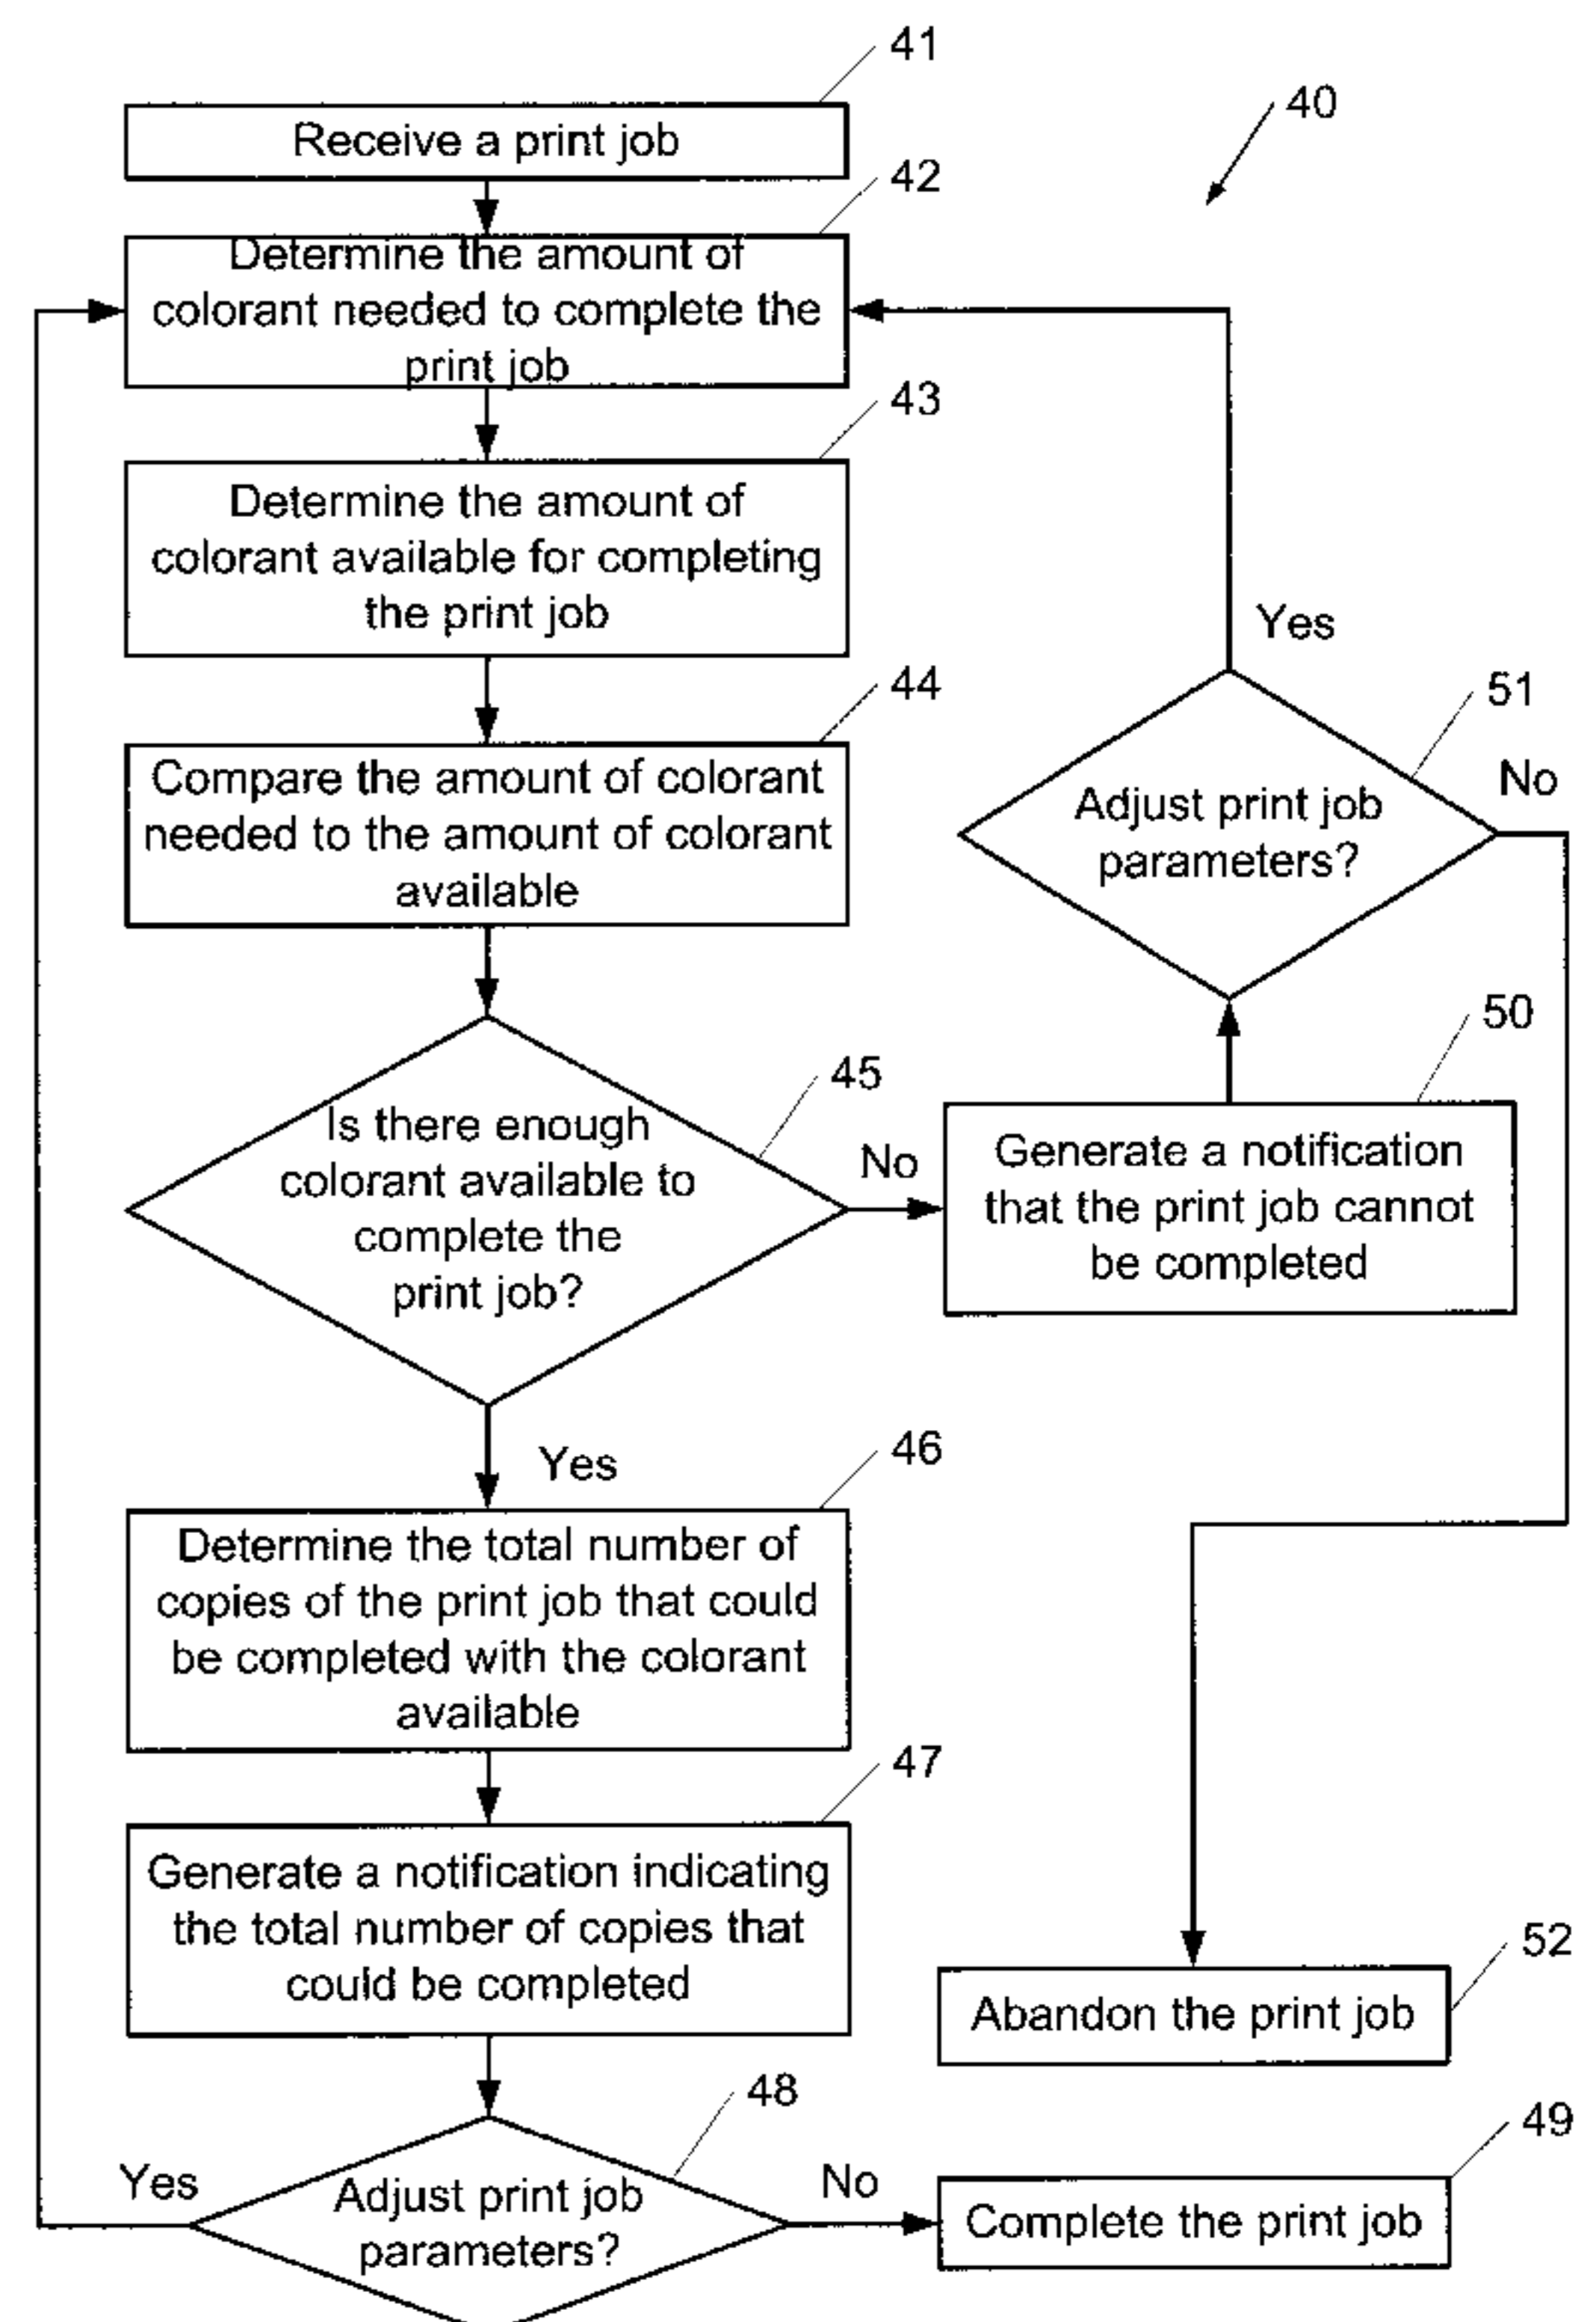 41
40
Receive a print job
42
Determine the amount of
colorant needed to complete the
print job
43
Determine the amount of
colorant available for completing
the print job
Yes
44
51
Compare the amount of colorant
needed to the amount of colorant
available
No
Adjust print job
parameters?
50
45
Is there enough
colorant available to
complete the
print job?
No
Generate a notification
that the print job cannot
be completed
Yes
46
Determine the total number of
copies of the print job that could
be completed with the colorant
available
47
Generate a notification indicating
the total number of copies that
could be completed
52
Abandon the print job
48
49
Yes
Adjust print job
parameters?
No
Complete the print job